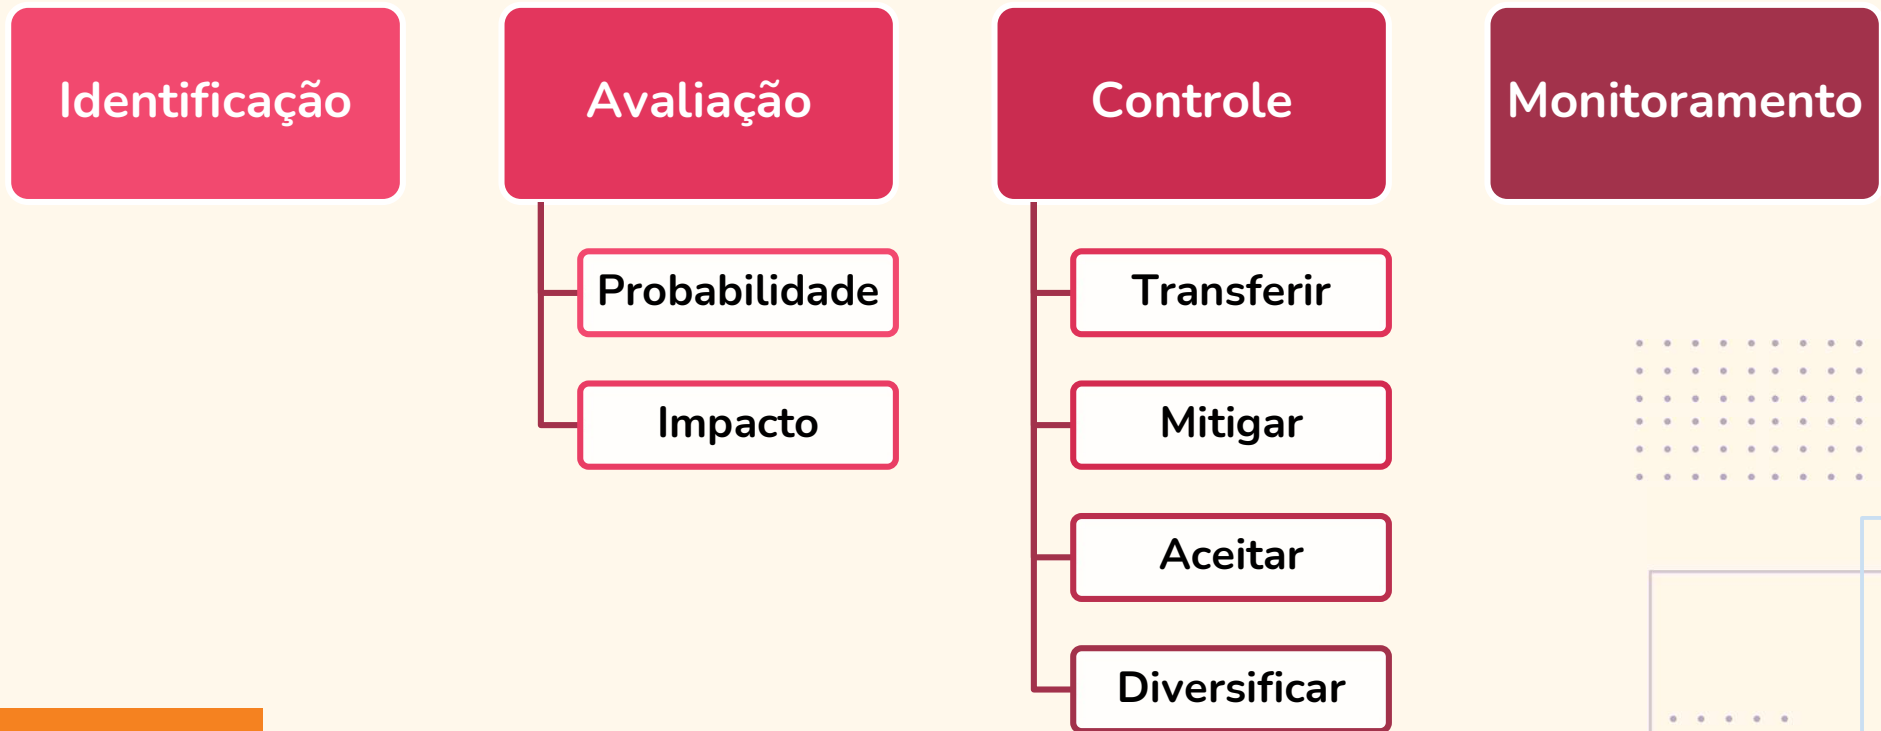 Identificação
Avaliação
Controle
Monitoramento
Probabilidade
Impacto
Transferir
Mitigar
Aceitar
Diversificar